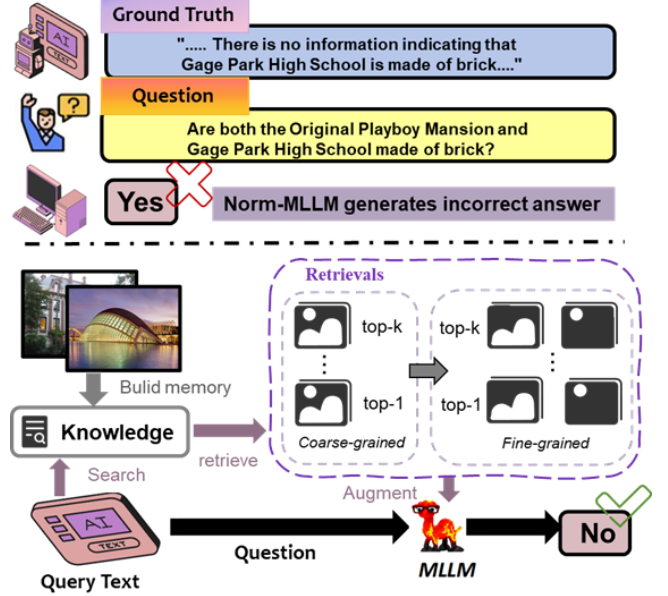 Ground Truth
"..... There is no information indicating that
Gage Park High School is made of brick...."
AI
TEXT
Question
?
Are both the Original Playboy Mansion and
Gage Park High School made of brick?
Yes
Norm-MLLM generates incorrect answer
Retrievals
top-k
top-k
top-1
top-1
Coarse-grained
Fine-grained
Bulid memory
Knowledge
retrieve
Search
Augment
AI
TEXT
Question
MLLM
No
Query Text